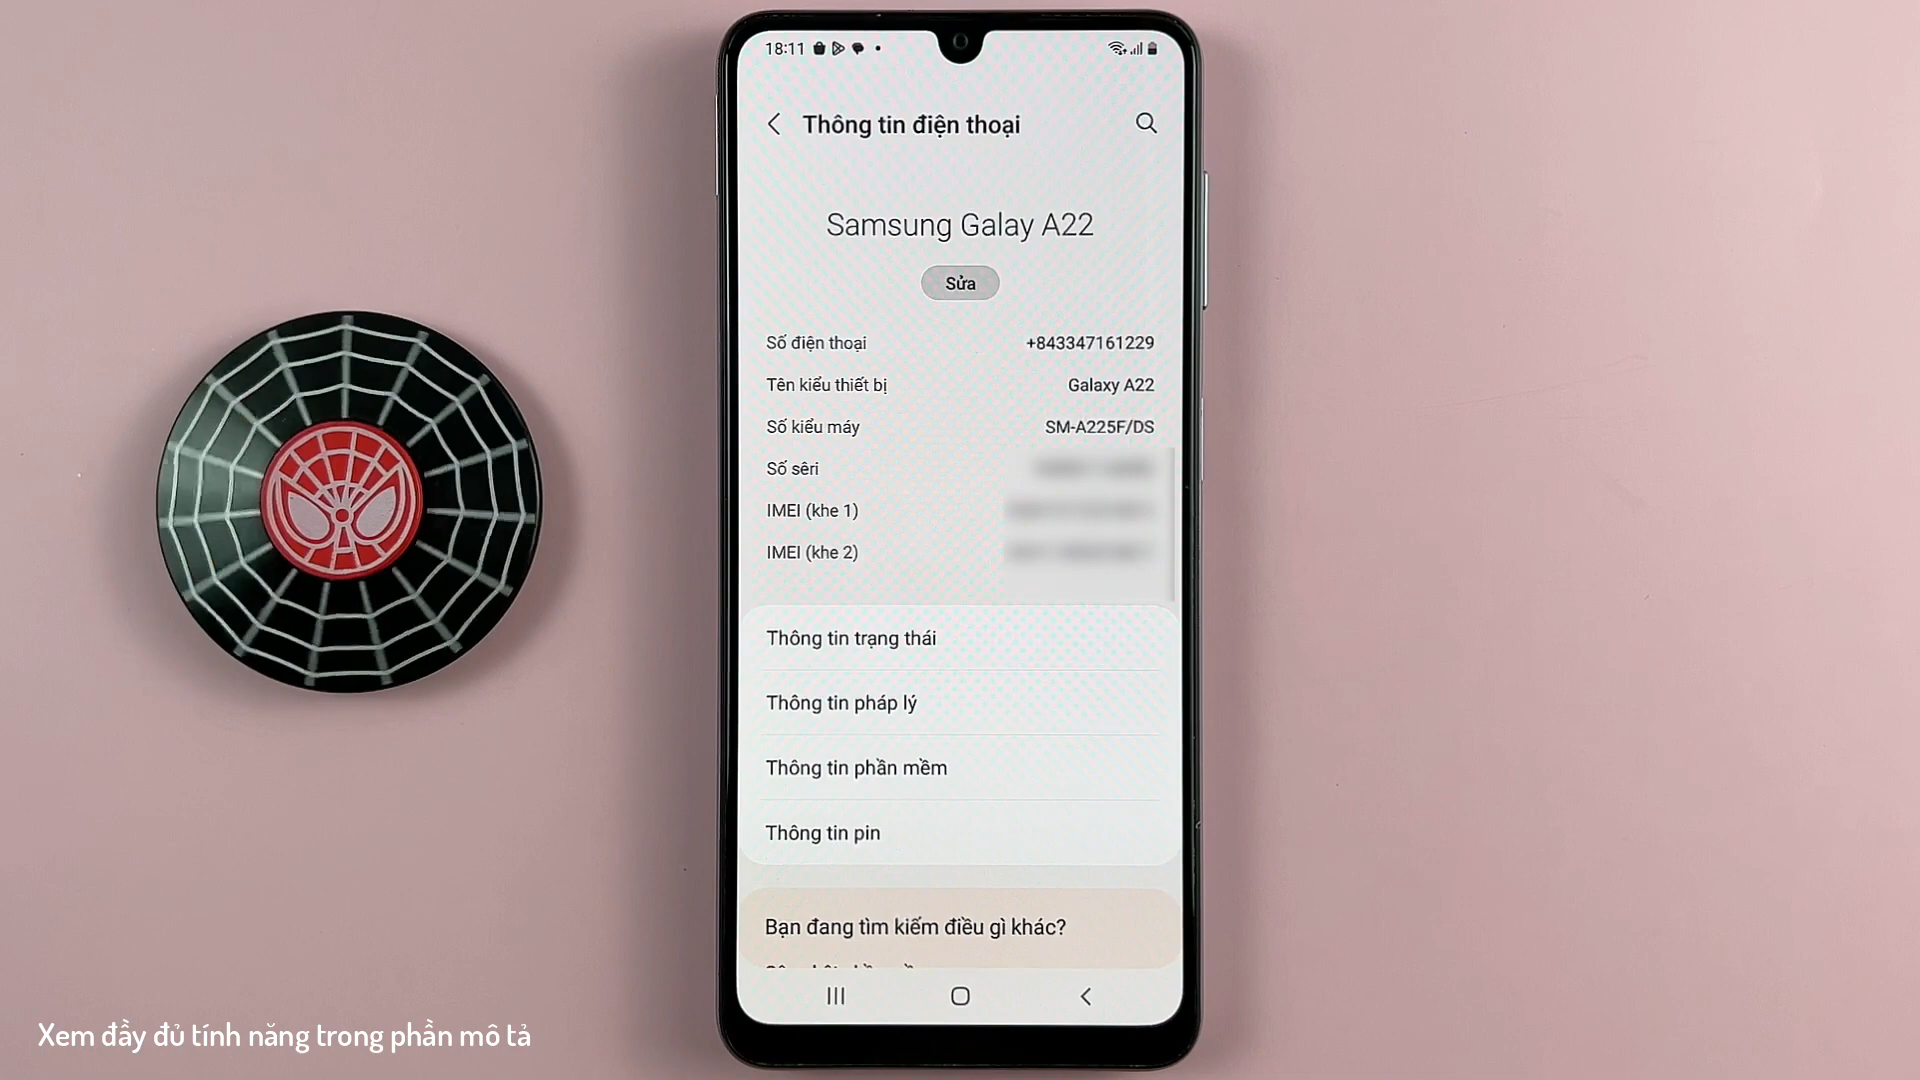 18:11
Thông tin điện thoại
Samsung Galay A22
Sửa
Số điện thoại +843347161229
Tên kiểu thiết bị Galaxy A22
Số kiểu máy SM-A225F/DS
Số sêri
IMEI (khe 1)
IMEI (khe 2)
Thông tin trạng thái
Thông tin pháp lý
Thông tin phần mềm
Thông tin pin
Bạn đang tìm kiếm điều gì khác?
Xem đầy đủ tính năng trong phần mô tả